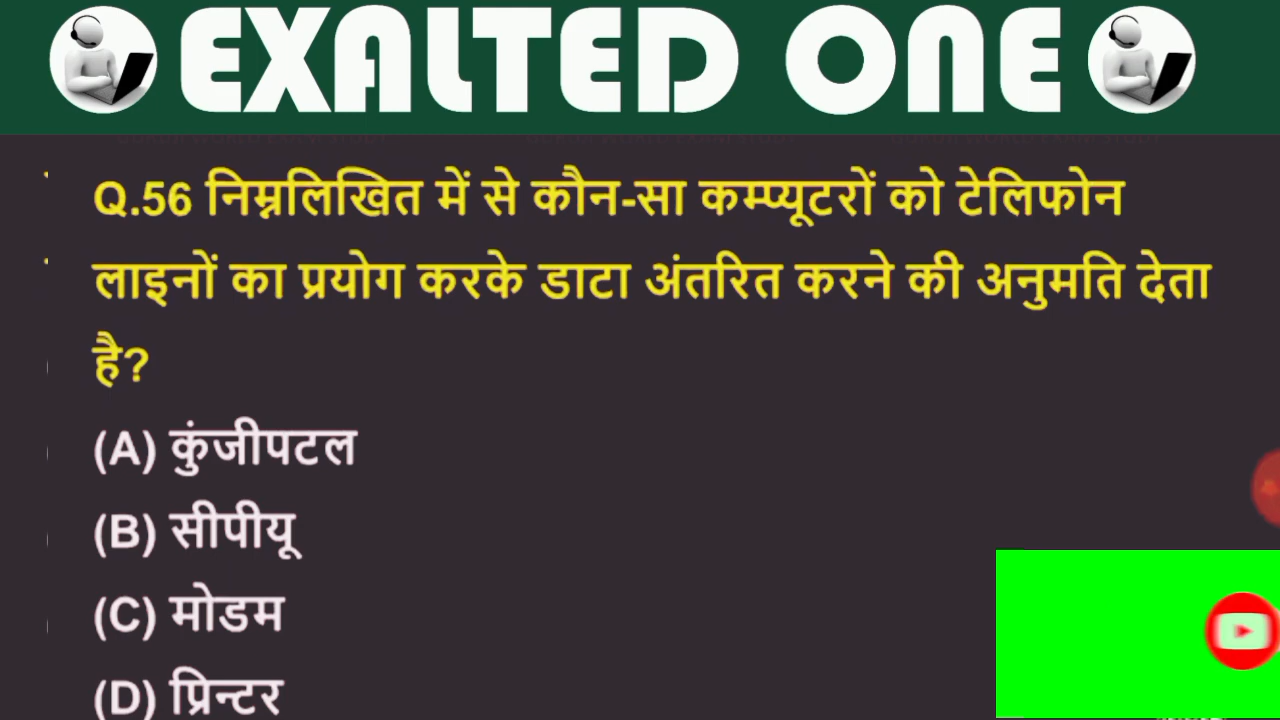 EXALTED ONE
Q.56 निम्नलिखित में से कौन-सा कम्प्यूटरों को टेलिफोन
लाइनों का प्रयोग करके डाटा अंतरित करने की अनुमति देता
है?
(A) कुंजीपटल
(B) सीपीयू
(C) मोडम
(D) प्रिन्टर